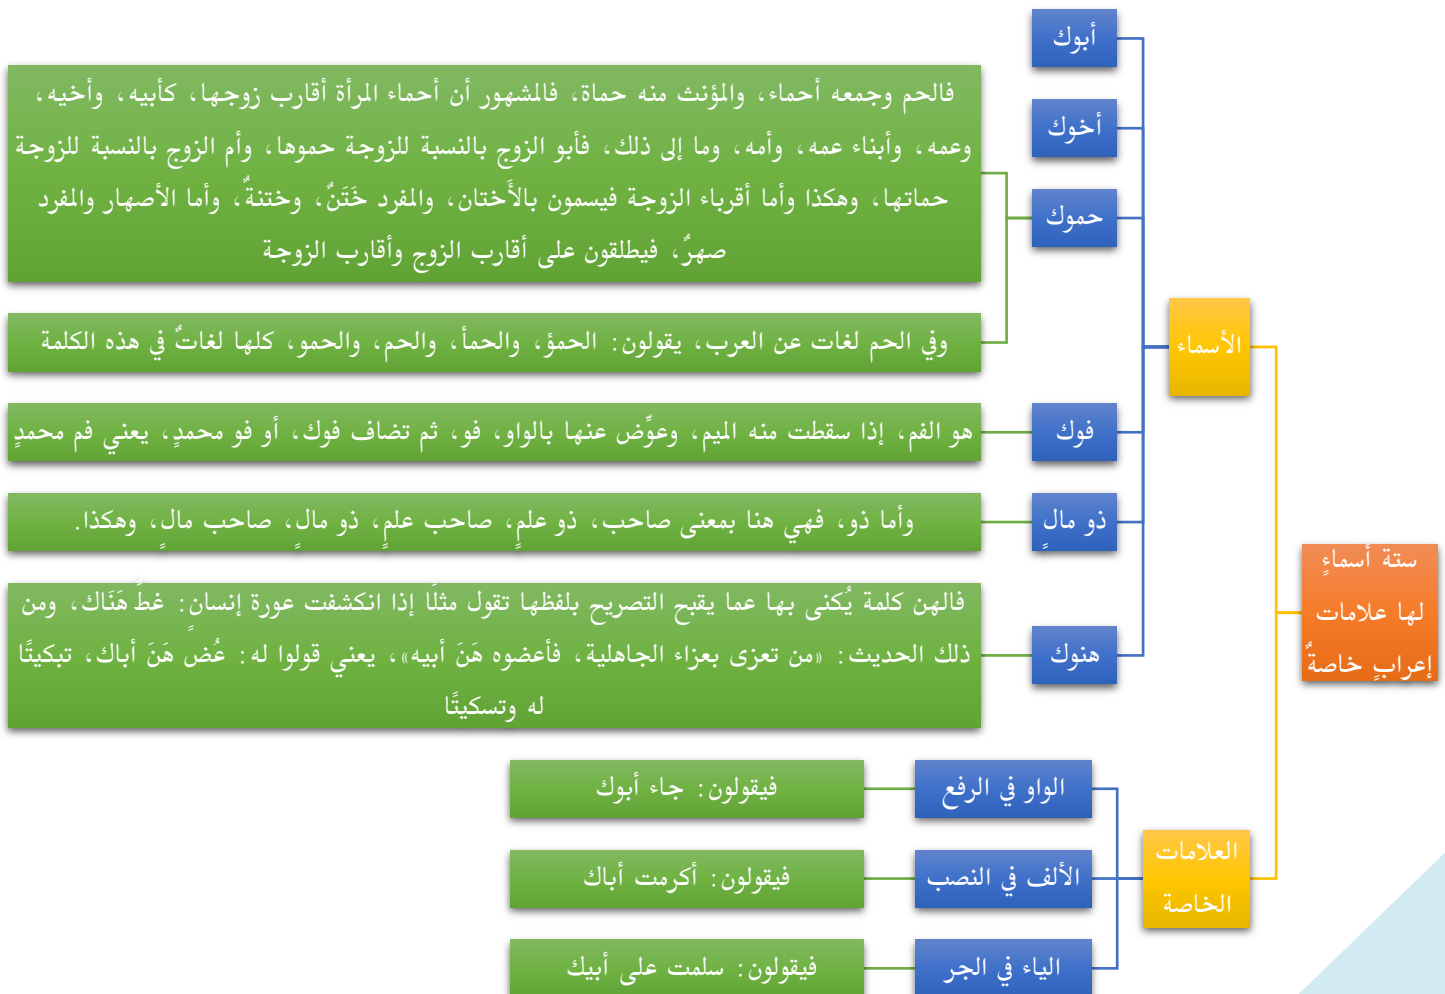 ستة أسماءٍ
لها علامات
إعرابٍ خاصةٌ
الأسماء
أبوك
أخوك
حموك
فالحم وجمعه أحماء، والمؤنث منه حماة، فالمشهور أن أحماء المرأة أقارب زوجها، كأبيه، وأخيه،
وعمه، وأبناء عمه، وأمه، وما إلى ذلك، فأبو الزوج بالنسبة للزوجة حموها، وأم الزوج بالنسبة للزوجة
حماتها، وهكذا وأما أقرباء الزوجة فيسمون بالأَختان، والمفرد خَتَنٌ، وختنةٌ، وأما الأصهار والمفرد
صهرٌ، فيطلقون على أقارب الزوج وأقارب الزوجة
وفي الحم لغات عن العرب، يقولون: الحمؤ، والحمأ، والحم، والحمو، كلها لغاتٌ في هذه الكلمة
فوك
هو الفم، إذا سقطت منه الميم، وعوِّض عنها بالواو، فو، ثم تضاف فوك، أو فو محمدٍ، يعني فم محمدٍ
ذو مالٍ
وأما ذو، فهي هنا بمعنى صاحب، ذو علمٍ، صاحب علمٍ، ذو مالٍ، صاحب مالٍ، وهكذا.
هنوك
فالهن كلمة يُكنى بها عما يقبح التصريح بلفظها تقول مثلًا إذا انكشفت عورة إنسانٍ: غطِّ هَنَاك، ومن
ذلك الحديث: «من تعزى بعزاء الجاهلية، فأعضوه هَنَ أبيه»، يعني قولوا له: عُض هَنَ أباك، تبكيتًا
له وتسكيتًا
العلامات
الخاصة
الواو في الرفع
فيقولون: جاء أبوك
الألف في النصب
فيقولون: أكرمت أباك
الياء في الجر
فيقولون: سلمت على أبيك